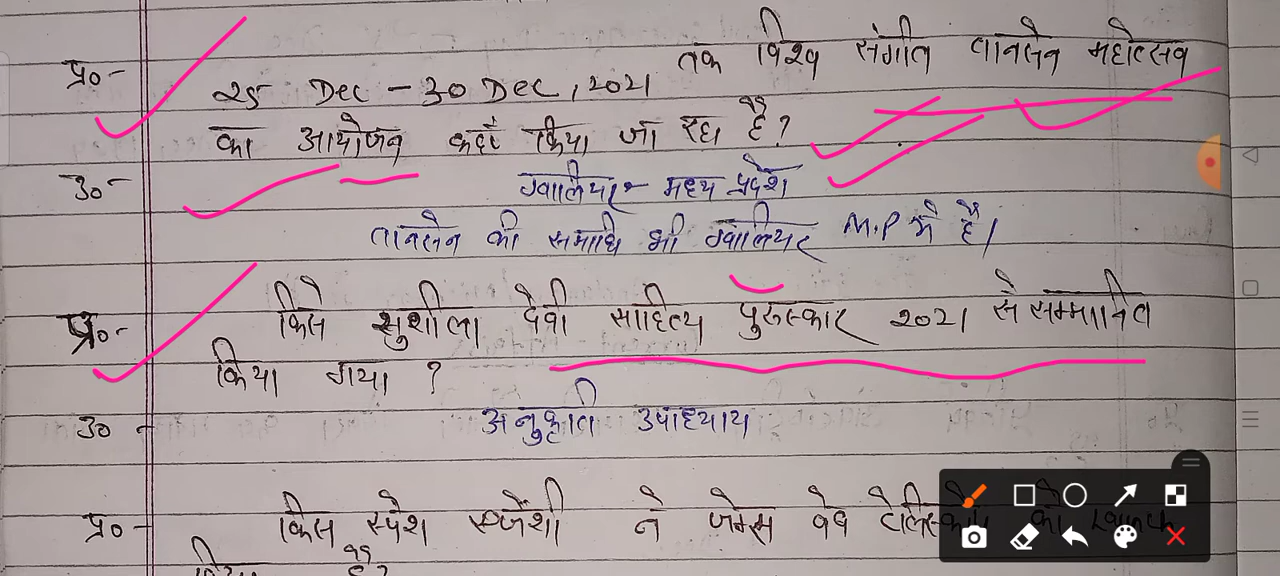 प्र०- 25 Dec - 30 Dec, 2021 तक विश्व संगीत तानसेन महोत्सव
का आयोजन कहाँ किया जा रहा है?
उ०- ग्वालियर - मध्य प्रदेश
तानसेन की समाधि भी ग्वालियर M.P में है।
प्र०- किसे सुशीला देवी साहित्य पुरुस्कार 2021 से सम्मानित
किया गया ?
उ० - अनुकृति उपाध्याय
प्र०- किस स्पेश एजेंशी ने जेम्स वेब
किया है?